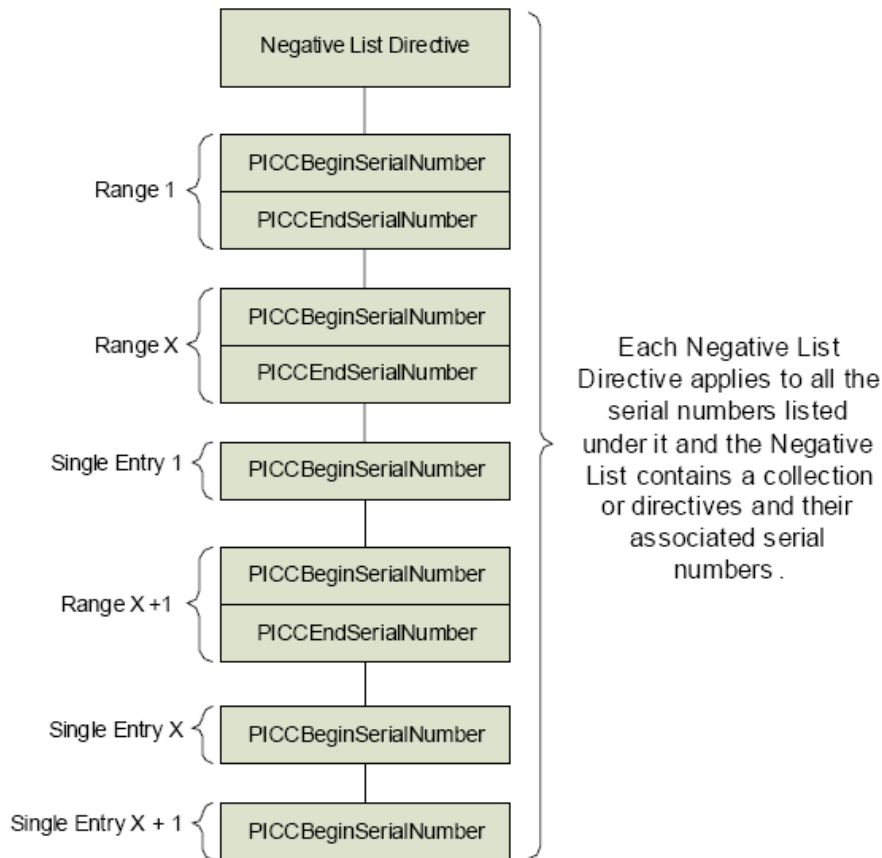 Negative List Directive
Range 1
PICCBeginSerialNumber
PICCEndSerialNumber
Range X
PICCBeginSerialNumber
PICCEndSerialNumber
Single Entry 1
PICCBeginSerialNumber
Range X +1
PICCBeginSerialNumber
PICCEndSerialNumber
Single Entry X
PICCBeginSerialNumber
Single Entry X + 1
PICCBeginSerialNumber
Each Negative List
Directive applies to all the
serial numbers listed
under it and the Negative
List contains a collection
or directives and their
associated serial
numbers .